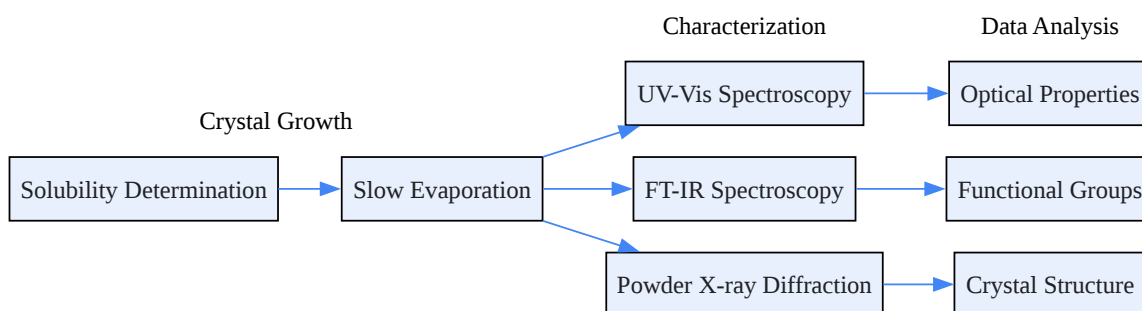 Characterization
Data Analysis
UV-Vis Spectroscopy
Optical Properties
Crystal Growth
Solubility Determination
Slow Evaporation
FT-IR Spectroscopy
Functional Groups
Powder X-ray Diffraction
Crystal Structure